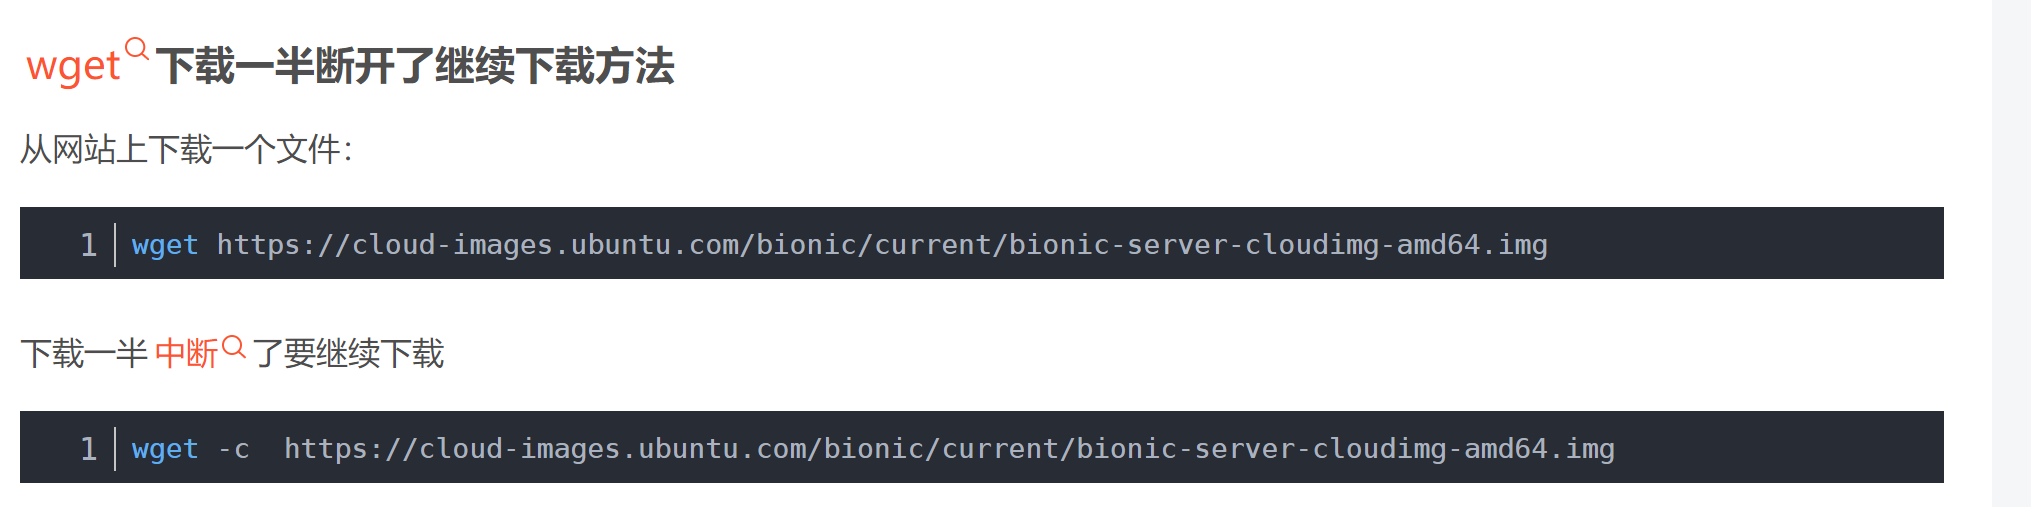 wget下载一半断开了继续下载方法
从网站上下载一个文件：
1 wget https://cloud-images.ubuntu.com/bionic/current/bionic-server-cloudimg-amd64.img
下载一半 中断 了要继续下载
1 wget -c  https://cloud-images.ubuntu.com/bionic/current/bionic-server-cloudimg-amd64.img